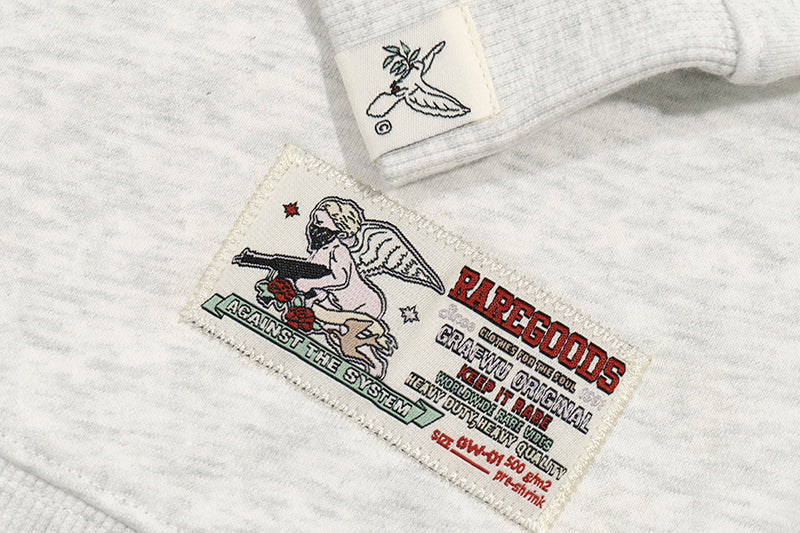 ©
AGAINST THE SYSTEM
RAREGOODS
Since
CLOTHES FOR THE SOUL
GRAFWU ORIGINAL
KEEP IT RARE
WORLDWIDE RARE VIBES
HEAVY DUTY, HEAVY QUALITY
SIZE GW-01 500 g/m2
pre-shrink